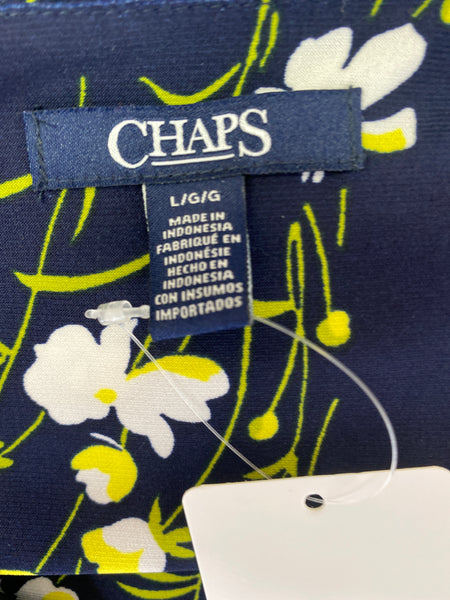 CHAPS
L/G/G
MADE IN
INDONESIA
FABRIQUÉ EN
INDONÉSIE
HECHO EN
INDONESIA
CON INSUMOS
IMPORTADOS